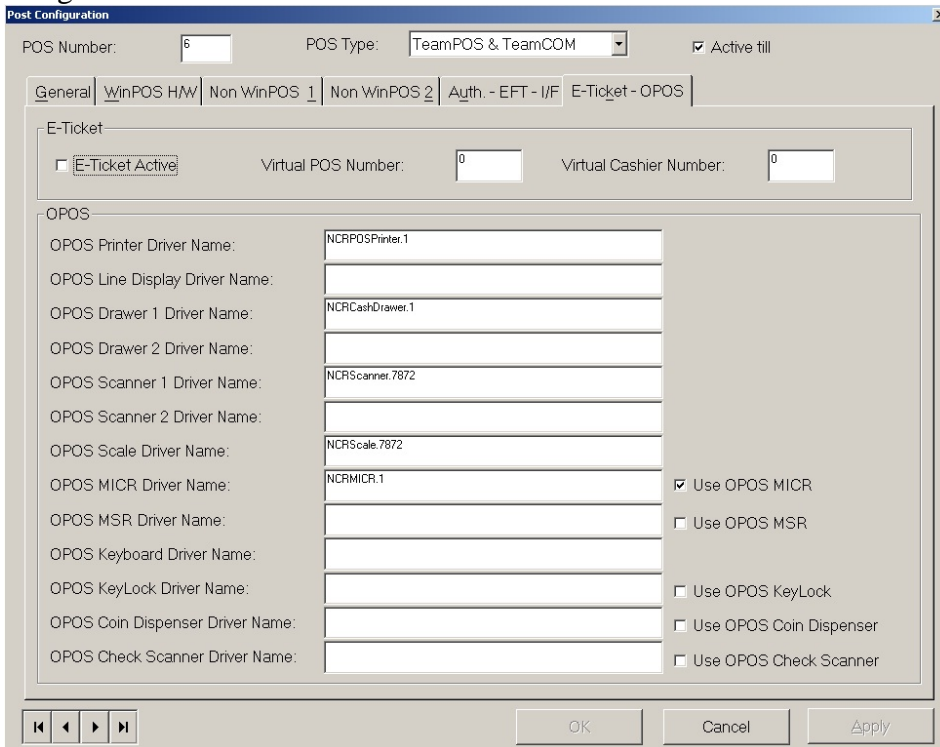 Post Configuration
POS Number: 6 POS Type: TeamPOS & TeamCOM Active till
General WinPOS H/W Non WinPOS 1 Non WinPOS 2 Auth. - EFT - I/F E-Ticket - OPOS
E-Ticket
E-Ticket Active Virtual POS Number: 0 Virtual Cashier Number: 0
OPOS
OPOS Printer Driver Name: NCRPOSPrinter.1
OPOS Line Display Driver Name:
OPOS Drawer 1 Driver Name: NCRCashDrawer.1
OPOS Drawer 2 Driver Name:
OPOS Scanner 1 Driver Name: NCRScanner.7872
OPOS Scanner 2 Driver Name:
OPOS Scale Driver Name: NCRScale.7872
OPOS MICR Driver Name: NCRMICR.1 Use OPOS MICR
OPOS MSR Driver Name: Use OPOS MSR
OPOS Keyboard Driver Name:
OPOS KeyLock Driver Name: Use OPOS KeyLock
OPOS Coin Dispenser Driver Name: Use OPOS Coin Dispenser
OPOS Check Scanner Driver Name: Use OPOS Check Scanner
OK Cancel Apply